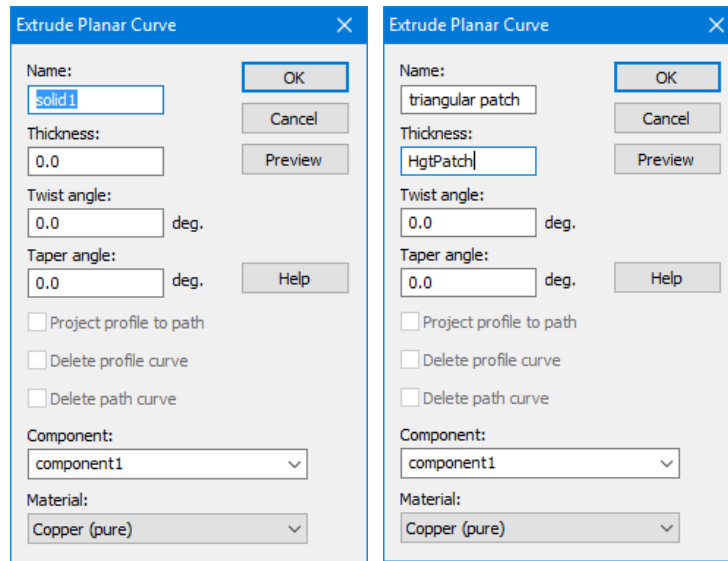 Extrude Planar Curve
Name:
OK
solid1
Cancel
Thickness:
0.0
Preview
Twist angle:
0.0 deg.
Taper angle:
0.0 deg.
Help
Project profile to path
Delete profile curve
Delete path curve
Component:
component1
Material:
Copper (pure)
Extrude Planar Curve
Name:
OK
triangular patch
Cancel
Thickness:
HgtPatch
Preview
Twist angle:
0.0 deg.
Taper angle:
0.0 deg.
Help
Project profile to path
Delete profile curve
Delete path curve
Component:
component1
Material:
Copper (pure)